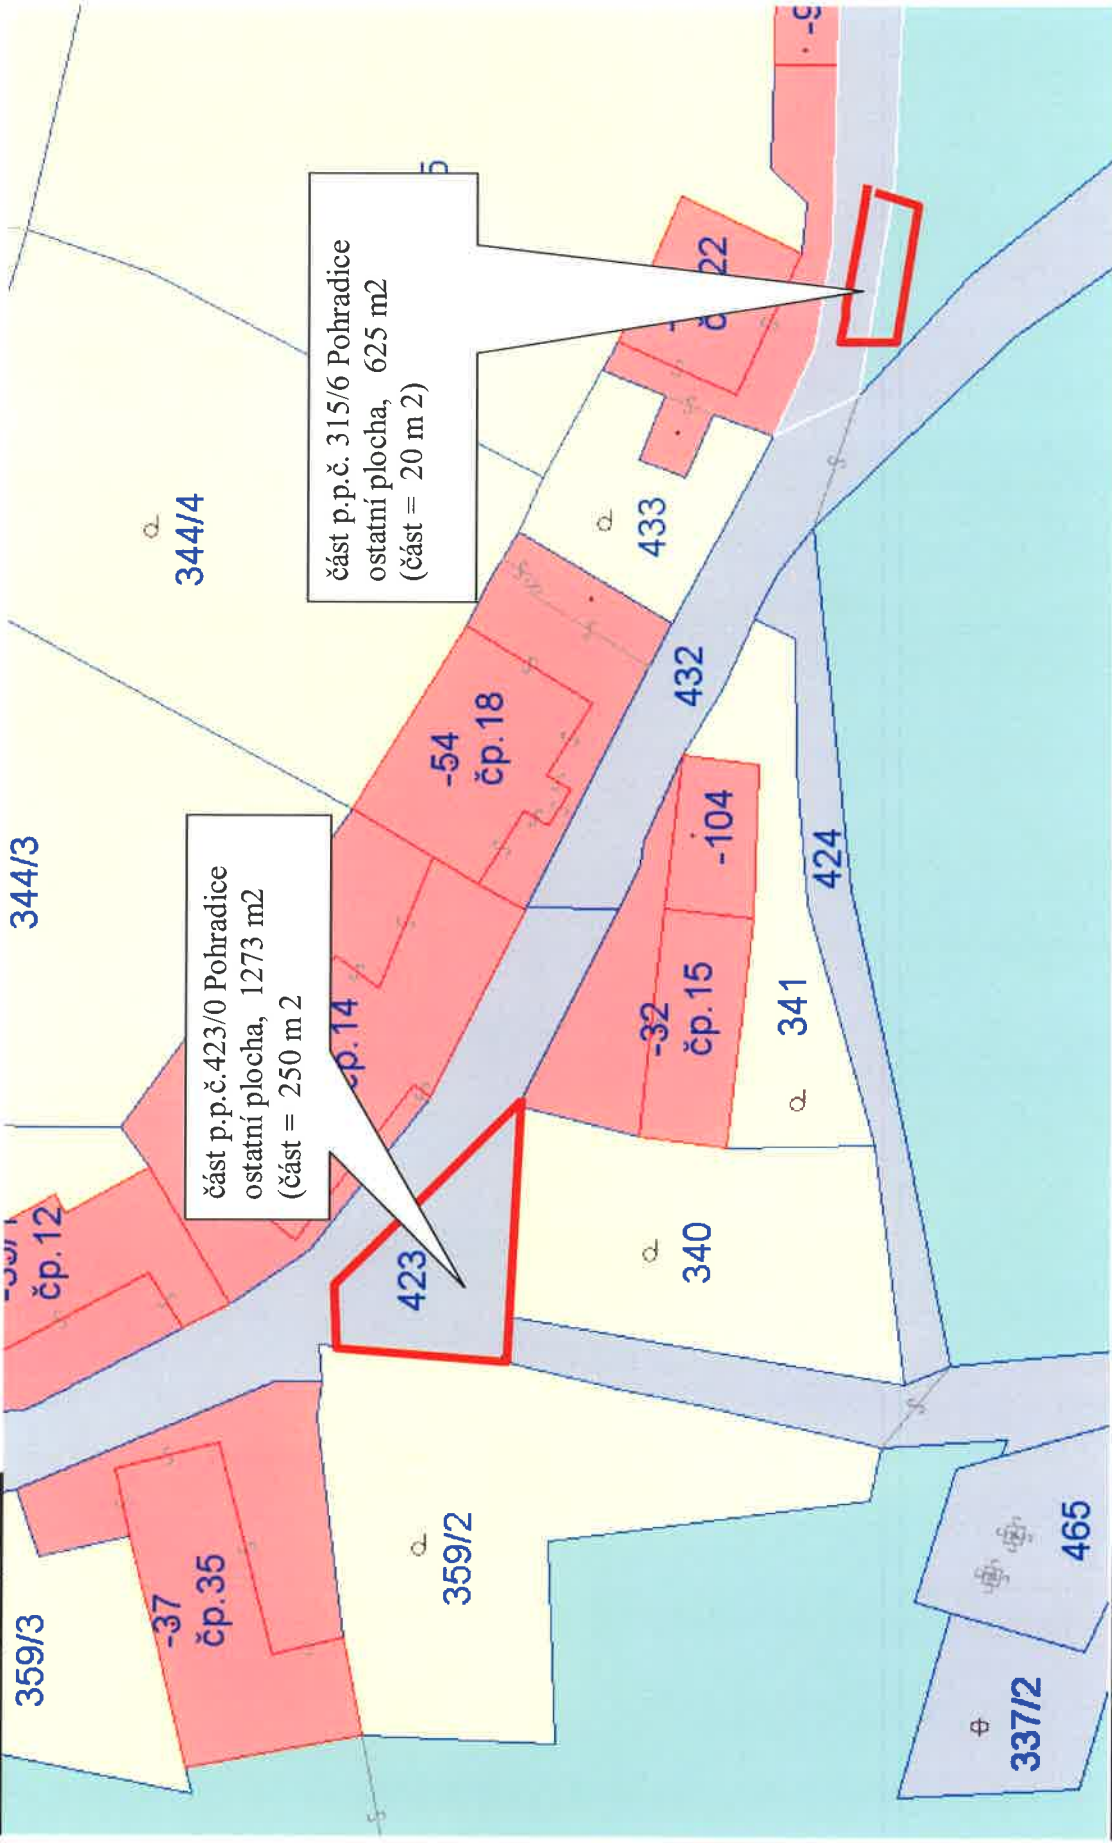 část p.p.č.423/0 Pohradice
ostatní plocha, 1273 m2
(část = 250 m 2
část p.p.č. 315/6 Pohradice
ostatní plocha, 625 m2
(část = 20 m 2)
359/3
344/3
344/4
-37
čp.35
čp.12
čp.14
-54
čp.18
433
432
22
359/2
423
340
-32
čp.15
-104
341
424
337/2
465